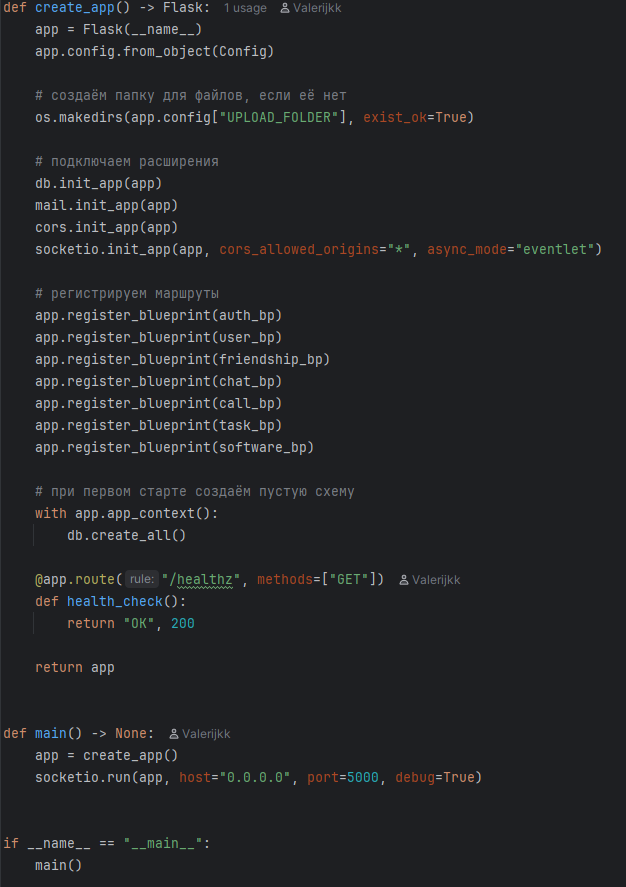 def create_app() -> Flask: 1 usage Valerijkk
    app = Flask(__name__)
    app.config.from_object(Config)

    # создаём папку для файлов, если её нет
    os.makedirs(app.config["UPLOAD_FOLDER"], exist_ok=True)

    # подключаем расширения
    db.init_app(app)
    mail.init_app(app)
    cors.init_app(app)
    socketio.init_app(app, cors_allowed_origins="*", async_mode="eventlet")

    # регистрируем маршруты
    app.register_blueprint(auth_bp)
    app.register_blueprint(user_bp)
    app.register_blueprint(friendship_bp)
    app.register_blueprint(chat_bp)
    app.register_blueprint(call_bp)
    app.register_blueprint(task_bp)
    app.register_blueprint(software_bp)

    # при первом старте создаём пустую схему
    with app.app_context():
        db.create_all()

    @app.route( rule: "/healthz", methods=["GET"]) Valerijkk
    def health_check():
        return "OK", 200

    return app


def main() -> None: Valerijkk
    app = create_app()
    socketio.run(app, host="0.0.0.0", port=5000, debug=True)


if __name__ == "__main__":
    main()